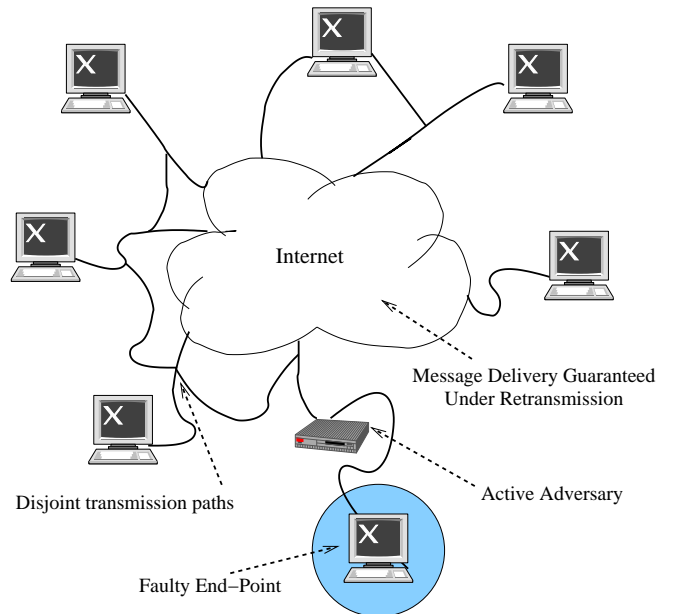 X
X
X
X
X
Internet
Message Delivery Guaranteed
Under Retransmission
X
Disjoint transmission paths
Active Adversary
X
Faulty End−Point